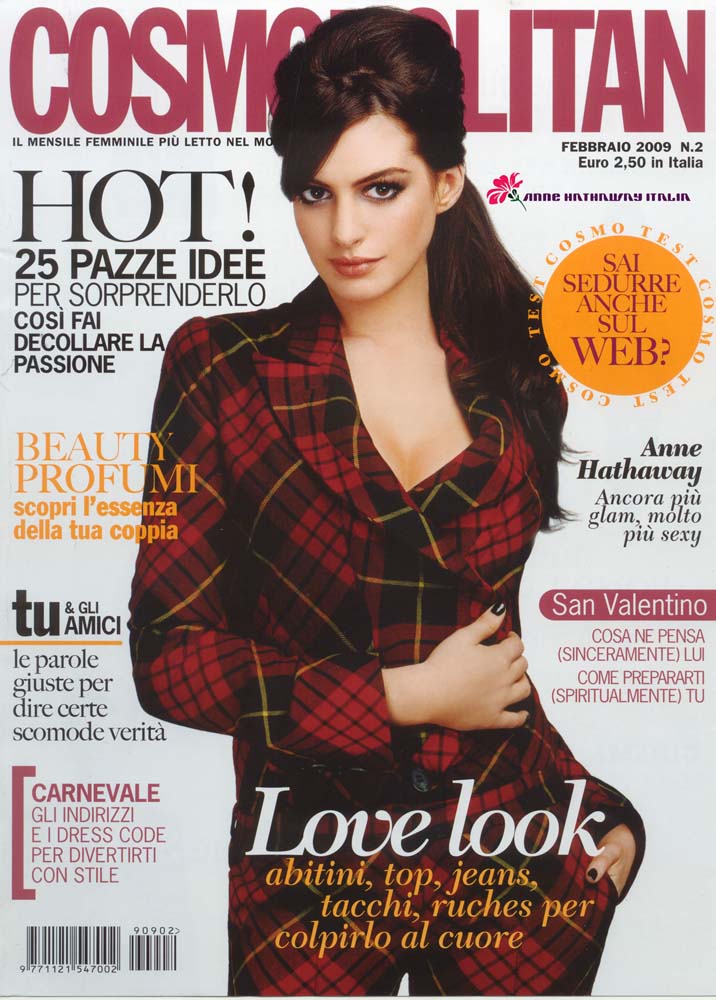 COSMOPOLITAN
IL MENSILE FEMMINILE PIÙ LETTO NEL MO
FEBBRAIO 2009 N.2
Euro 2,50 in Italia
ANNE HATHAWAY ITALIA
HOT!
25 PAZZE IDEE
PER SORPRENDERLO
COSÌ FAI
DECOLLARE LA
PASSIONE
COSMO TEST COSMO TEST COSMO TEST
SAI
SEDURRE
ANCHE
SUL
WEB?
BEAUTY
PROFUMI
scopri l'essenza
della tua coppia
Anne
Hathaway
Ancora più
glam, molto
più sexy
tu & GLI
AMICI
le parole
giuste per
dire certe
scomode verità
San Valentino
COSA NE PENSA
(SINCERAMENTE) LUI
COME PREPARARTI
(SPIRITUALMENTE) TU
CARNEVALE
GLI INDIRIZZI
E I DRESS CODE
PER DIVERTIRTI
CON STILE
Love look
abitini, top, jeans,
tacchi, ruches per
colpirlo al cuore
90902>
9 771121 547002